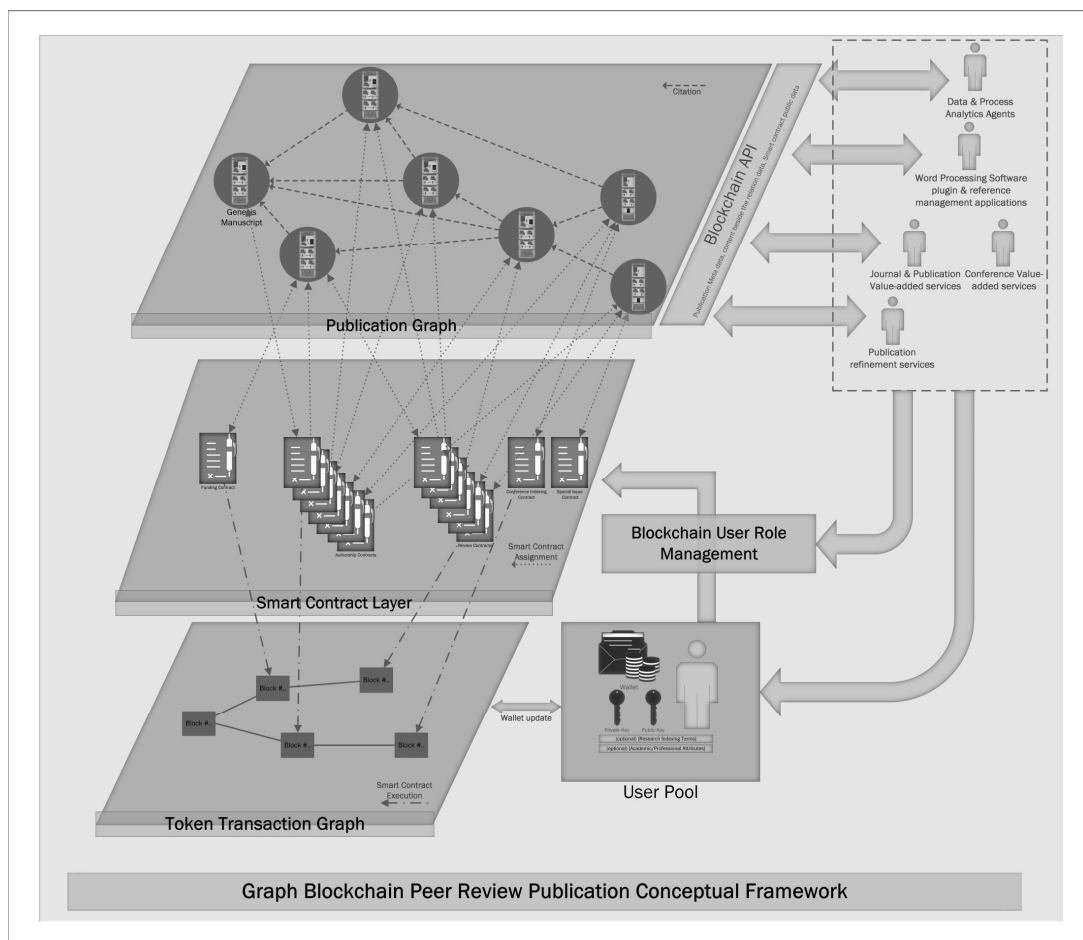 Citation
Genesis
Manuscript
Publication Graph
Blockchain API
Publication Meta data, content beside the relation data, Smart contract public data
Data & Process
Analytics Agents
Word Processing Software
plugin & reference
management applications
Journal & Publication
Value-added services
Conference Value-
added services
Publication
refinement services
Funding Contract
Authorship Contracts
Review Contracts
Conference Indexing
Contract
Special Issue
Contract
Smart Contract
Assignment
Smart Contract Layer
Blockchain User Role
Management
Block #..
Block #..
Block #..
Block #..
Block #..
Smart Contract
Execution
Token Transaction Graph
Wallet update
Wallet
Private Key
Public Key
(optional) (Research Indexing Terms)
(optional) (Academic/Professional Attributes)
User Pool
Graph Blockchain Peer Review Publication Conceptual Framework